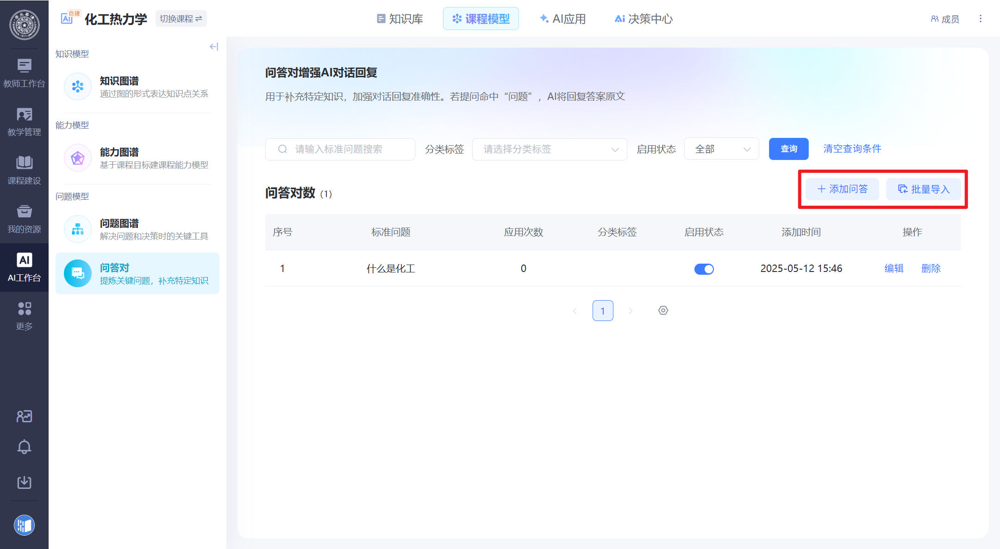 自建
AI
化工热力学
切换课程
知识库
课程模型
AI应用
决策中心
成员
教师工作台
教学管理
课程建设
我的资源
AI
AI工作台
更多
知识模型
知识图谱
通过图的形式表达知识点关系
能力模型
能力图谱
基于课程目标建课程能力模型
问题模型
问题图谱
解决问题和决策时的关键工具
问答对
提炼关键问题，补充特定知识
问答对增强AI对话回复
用于补充特定知识，加强对话回复准确性。若提问命中“问题”，AI将回复答案原文
请输入标准问题搜索 分类标签 请选择分类标签 启用状态 全部 查询 清空查询条件
问答对数 (1)
添加问答 批量导入
序号 标准问题 应用次数 分类标签 启用状态 添加时间 操作
1 什么是化工 0 2025-05-12 15:46 编辑 删除
1